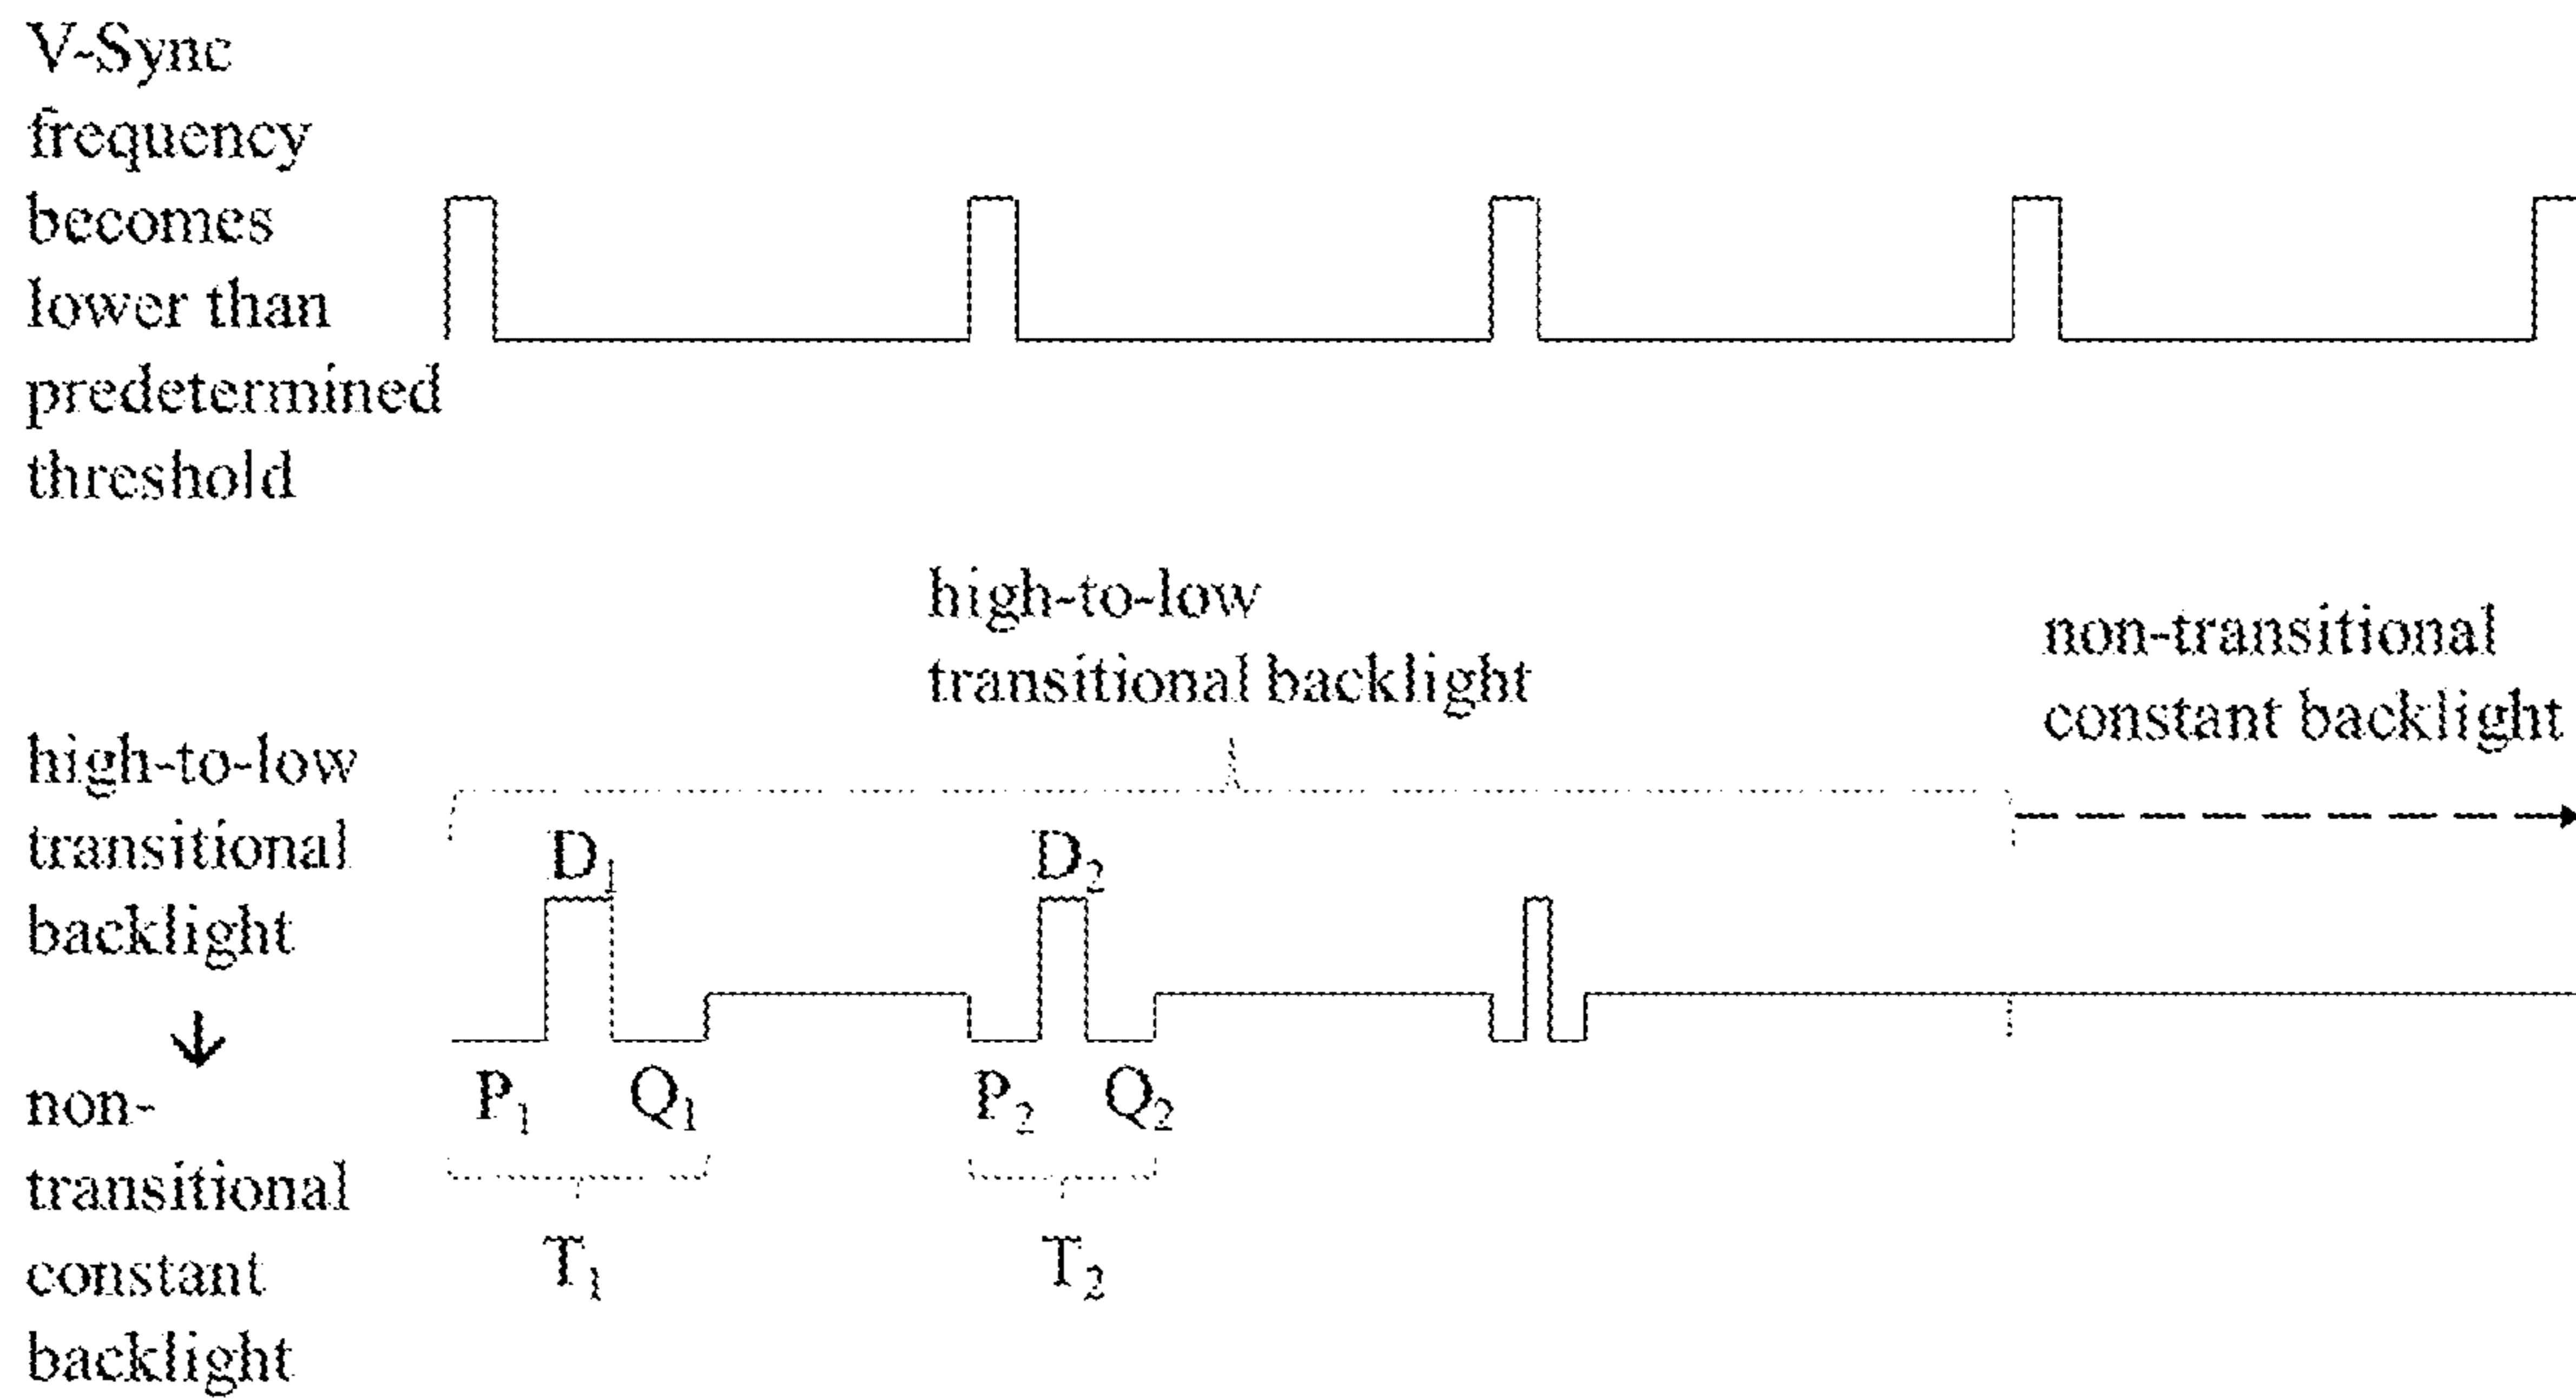 V-Sync
frequency
becomes
lower than
predetermined
threshold
high-to-low
transitional backlight
non-transitional
constant backlight
high-to-low
transitional
backlight
↓
non-
transitional
constant
backlight
D₁
D₂
P₁
Q₁
P₂
Q₂
T₁
T₂